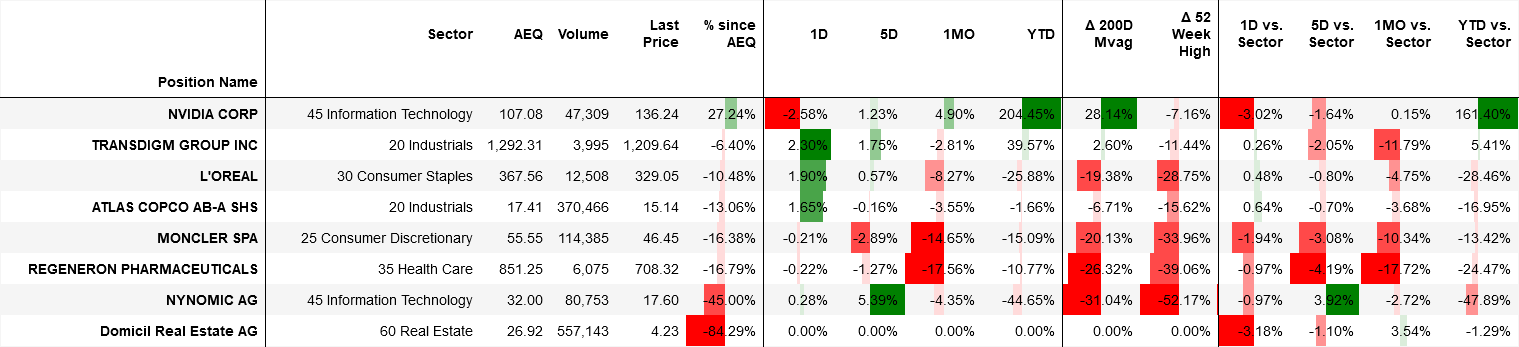 Position Name Sector AEQ Volume Last Price % since AEQ 1D 5D 1MO YTD Δ 200D Mvag Δ 52 Week High 1D vs. Sector 5D vs. Sector 1MO vs. Sector YTD vs. Sector
NVIDIA CORP 45 Information Technology 107.08 47,309 136.24 27.24% -2.58% 1.23% 4.90% 204.45% 28.14% -7.16% -3.02% -1.64% 0.15% 161.40%
TRANSDIGM GROUP INC 20 Industrials 1,292.31 3,995 1,209.64 -6.40% 2.30% 1.75% -2.81% 39.57% 2.60% -11.44% 0.26% -2.05% -11.79% 5.41%
L'OREAL 30 Consumer Staples 367.56 12,508 329.05 -10.48% 1.90% 0.57% -8.27% -25.88% -19.38% -28.75% 0.48% -0.80% -4.75% -28.46%
ATLAS COPCO AB-A SHS 20 Industrials 17.41 370,466 15.14 -13.06% 1.65% -0.16% -3.55% -1.66% -6.71% -15.62% 0.64% -0.70% -3.68% -16.95%
MONCLER SPA 25 Consumer Discretionary 55.55 114,385 46.45 -16.38% -0.21% -2.89% -14.65% -15.09% -20.13% -33.96% -1.94% -3.08% -10.34% -13.42%
REGENERON PHARMACEUTICALS 35 Health Care 851.25 6,075 708.32 -16.79% -0.22% -1.27% -17.56% -10.77% -26.32% -39.06% -0.97% -4.19% -17.72% -24.47%
NYNOMIC AG 45 Information Technology 32.00 80,753 17.60 -45.00% 0.28% 5.39% -4.35% -44.65% -31.04% -52.17% -0.97% 3.92% -2.72% -47.89%
Domicil Real Estate AG 60 Real Estate 26.92 557,143 4.23 -84.29% 0.00% 0.00% 0.00% 0.00% 0.00% 0.00% -3.18% -1.10% 3.54% -1.29%